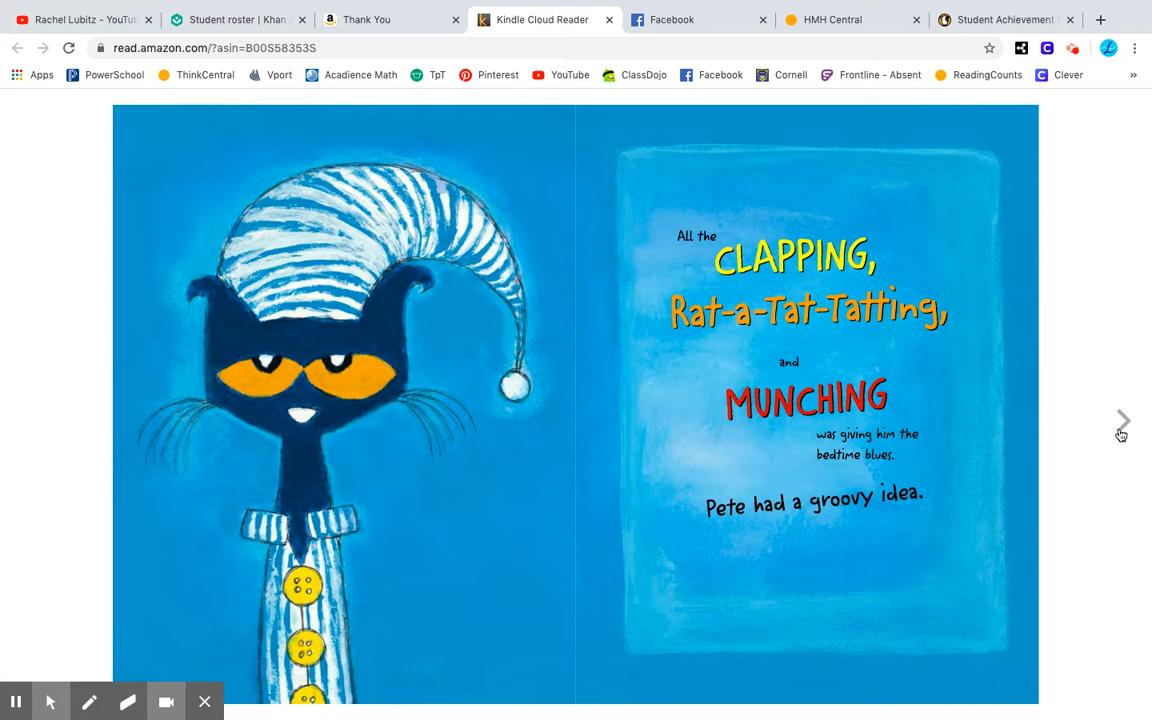 Rachel Lubitz - YouTu
Student roster | Khan
Thank You
Kindle Cloud Reader
Facebook
HMH Central
Student Achievement
read.amazon.com/?asin=B00S58353S
Apps
PowerSchool
ThinkCentral
Vport
Acadience Math
TpT
Pinterest
YouTube
ClassDojo
Facebook
Cornell
Frontline - Absent
ReadingCounts
Clever
»
All the
CLAPPING,
Rat-a-Tat-Tatting,
and
MUNCHING
was giving him the
bedtime blues.
Pete had a groovy idea.